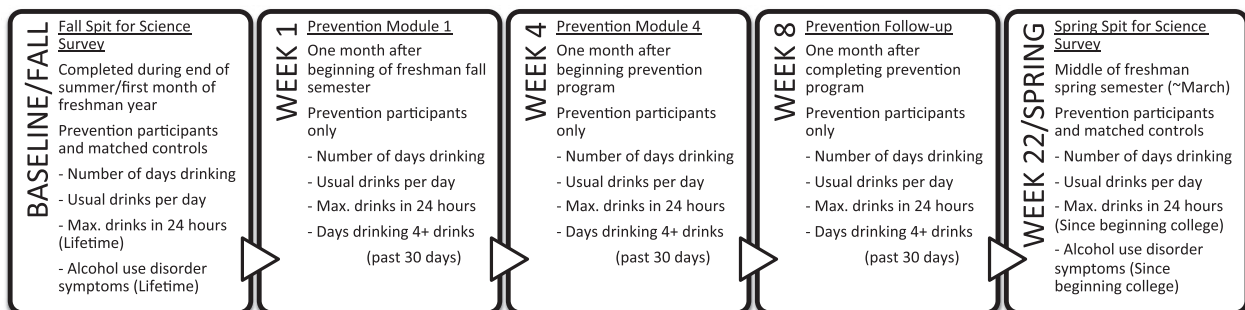 BASELINE/FALL
Fall Spit for Science
Survey
Completed during end of
summer/first month of
freshman year
Prevention participants
and matched controls
- Number of days drinking
- Usual drinks per day
- Max. drinks in 24 hours
(Lifetime)
- Alcohol use disorder
symptoms (Lifetime)
WEEK 1
Prevention Module 1
One month after
beginning of freshman fall
semester
Prevention participants
only
- Number of days drinking
- Usual drinks per day
- Max. drinks in 24 hours
- Days drinking 4+ drinks
(past 30 days)
WEEK 4
Prevention Module 4
One month after
beginning prevention
program
Prevention participants
only
- Number of days drinking
- Usual drinks per day
- Max. drinks in 24 hours
- Days drinking 4+ drinks
(past 30 days)
WEEK 8
Prevention Follow-up
One month after
completing prevention
program
Prevention participants
only
- Number of days drinking
- Usual drinks per day
- Max. drinks in 24 hours
- Days drinking 4+ drinks
(past 30 days)
WEEK 22/SPRING
Spring Spit for Science
Survey
Middle of freshman
spring semester (~March)
Prevention participants
and matched controls
- Number of days drinking
- Usual drinks per day
- Max. drinks in 24 hours
(Since beginning college)
- Alcohol use disorder
symptoms (Since
beginning college)